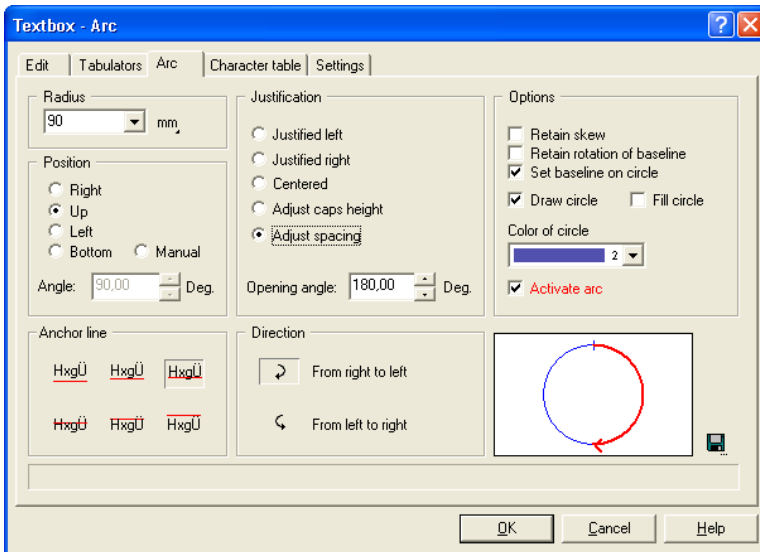 Textbox - Arc
Edit
Tabulators
Arc
Character table
Settings
Radius
90
mm
Position
Right
Up
Left
Bottom
Manual
Angle: 90,00 Deg.
Justification
Justified left
Justified right
Centered
Adjust caps height
Adjust spacing
Opening angle: 180,00 Deg.
Options
Retain skew
Retain rotation of baseline
Set baseline on circle
Draw circle
Fill circle
Color of circle
2
Activate arc
Anchor line
HxgÜ HxgÜ HxgÜ
HxgÜ HxgÜ HxgÜ
Direction
From right to left
From left to right
OK
Cancel
Help